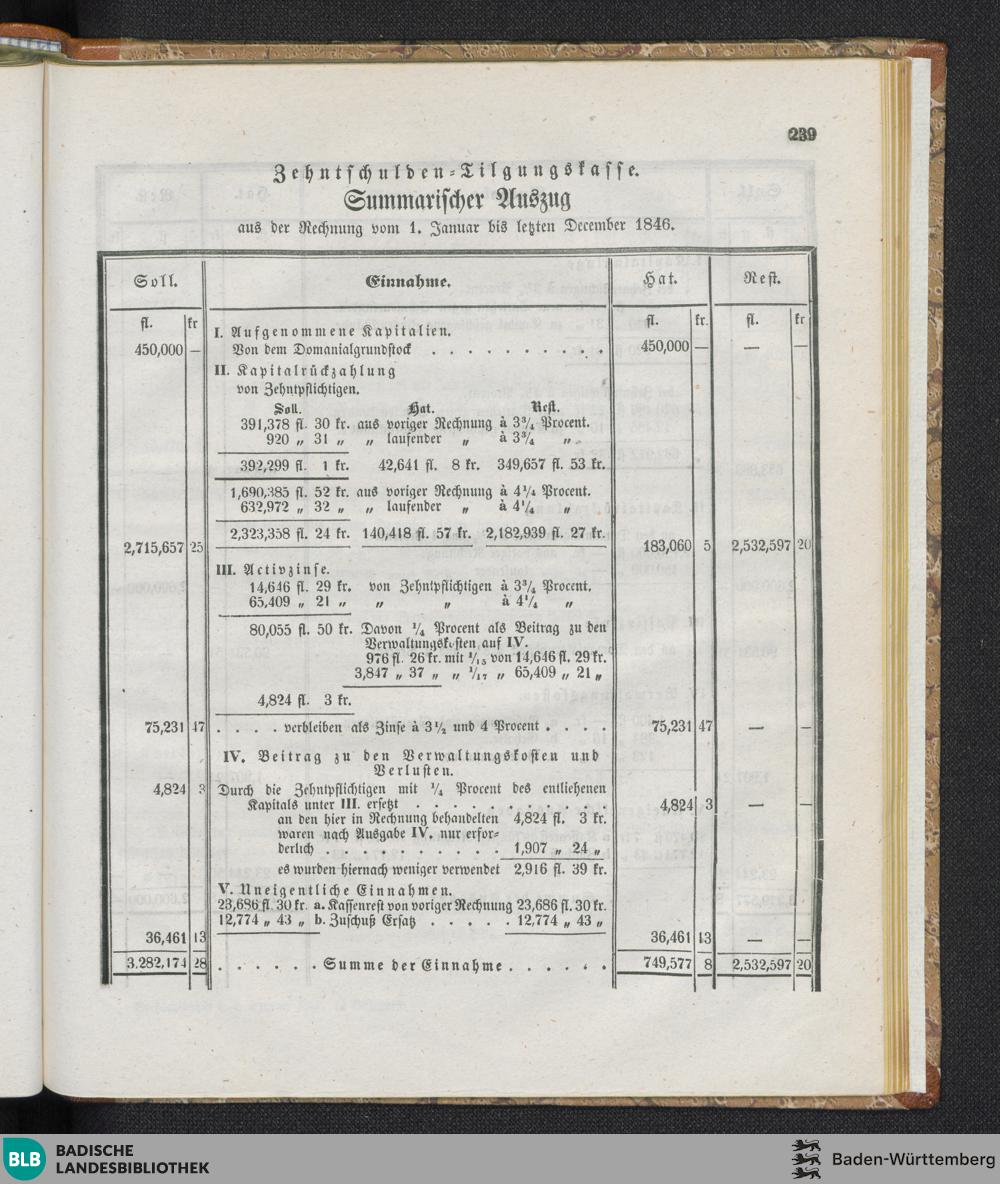 239
Zehntschulden-Tilgungskasse.
Summarischer Auszug
aus der Rechnung vom 1. Januar bis letzten December 1846.
Soll. Einnahme. Hat. Rest.
fl. kr fl. kr. fl. kr
I. Aufgenommene Kapitalien.
450,000 — Von dem Domanialgrundstock . . . . . . . . . . 450,000 — — —
II. Kapitalrückzahlung
von Zehntpflichtigen.
Soll. Hat. Rest.
391,378 fl. 30 kr. aus voriger Rechnung à 3¾ Procent.
920 „ 31 „ „ laufender „ à 3¾ „
392,299 fl. 1 kr. 42,641 fl. 8 kr. 349,657 fl. 53 kr.
1,690,385 fl. 52 kr. aus voriger Rechnung à 4¼ Procent.
632,972 „ 32 „ „ laufender „ à 4¼ „
2,323,358 fl. 24 kr. 140,418 fl. 57 kr. 2,182,939 fl. 27 kr.
2,715,657 25 183,060 5 2,532,597 20
III. Activzinse.
14,646 fl. 29 kr. von Zehntpflichtigen à 3¾ Procent.
65,409 „ 21 „ „ „ à 4¼ „
80,055 fl. 50 kr. Davon ¼ Procent als Beitrag zu den
Verwaltungskosten auf IV.
976 fl. 26 kr. mit 1/15 von 14,646 fl. 29 kr.
3,847 „ 37 „ „ 1/17 „ 65,409 „ 21 „
4,824 fl. 3 kr.
75,231 47 . . . . verbleiben als Zinse à 3½ und 4 Procent . . . . 75,231 47 — —
IV. Beitrag zu den Verwaltungskosten und
Verlusten.
4,824 3 Durch die Zehntpflichtigen mit ¼ Procent des entliehenen
Kapitals unter III. ersetzt . . . . . . . 4,824 3 — —
an den hier in Rechnung behandelten 4,824 fl. 3 kr.
waren nach Ausgabe IV. nur erfor-
derlich . . . . . . . . . . 1,907 „ 24 „
es wurden hiernach weniger verwendet 2,916 fl. 39 kr.
V. Uneigentliche Einnahmen.
23,686 fl. 30 kr. a. Kassenrest von voriger Rechnung 23,686 fl. 30 kr.
12,774 „ 43 „ b. Zuschuß Ersatz . . . . . 12,774 „ 43 „
36,461 13 36,461 13 — —
3,282,174 28 . . . . . . Summe der Einnahme . . . . . . 749,577 8 2,532,597 20
BLB BADISCHE
LANDESBIBLIOTHEK
Baden-Württemberg